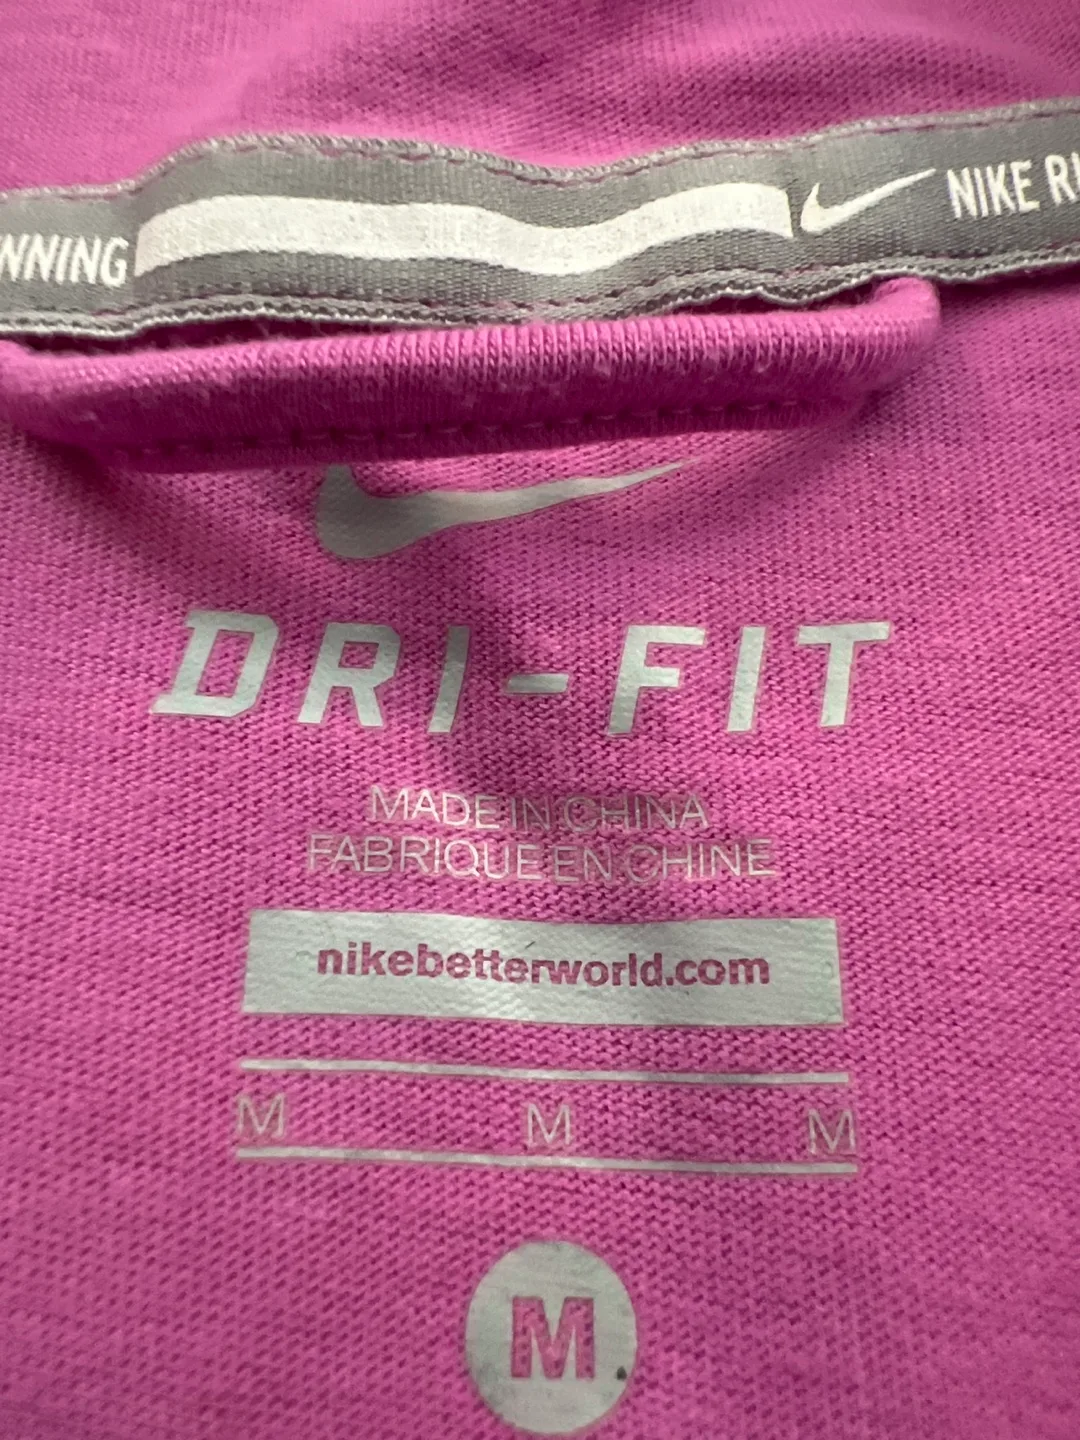 NNING NIKE R
DRI-FIT
MADE IN CHINA
FABRIQUE EN CHINE
nikebetterworld.com
M M M
M